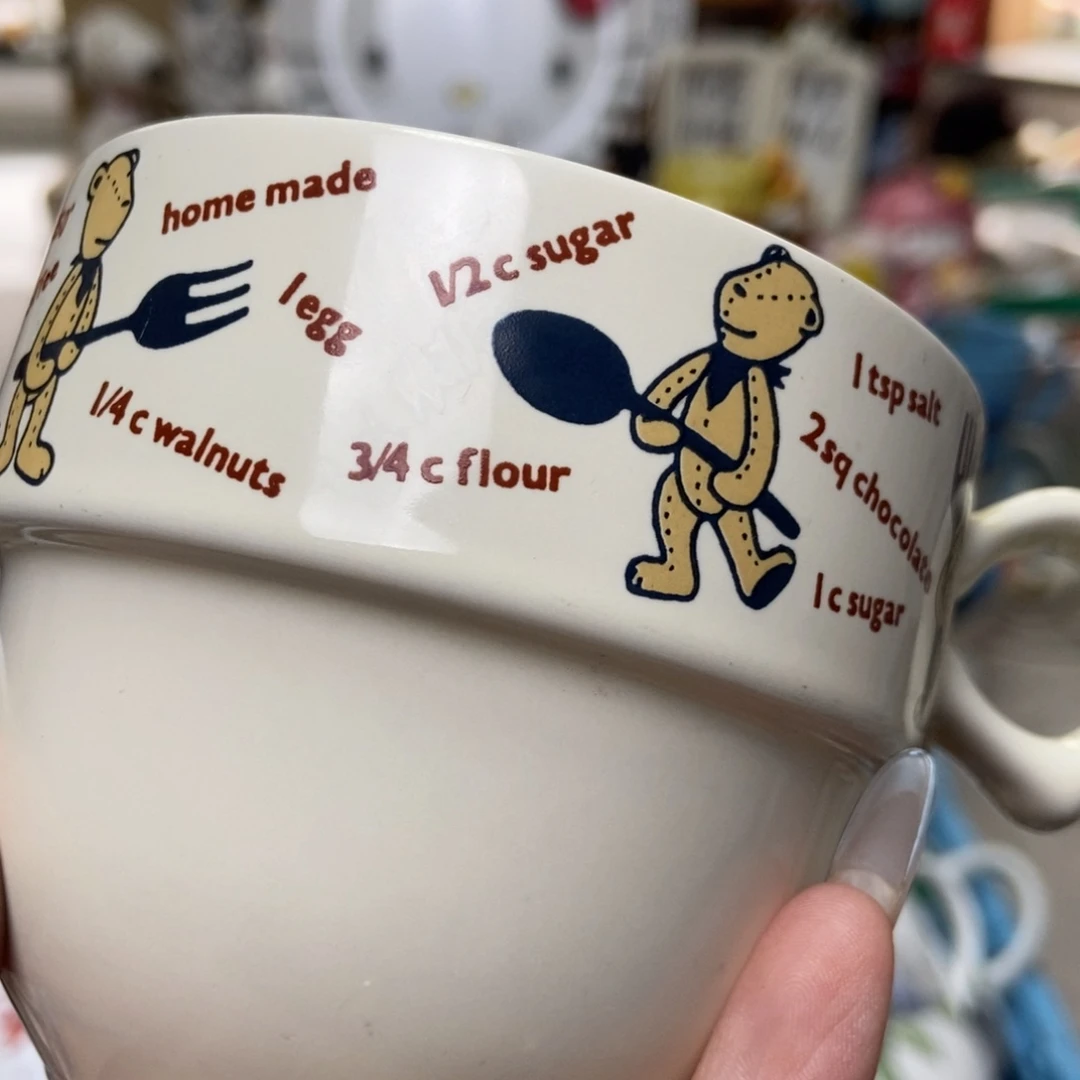 home made
1 egg
1/4 c walnuts
1/2 c sugar
3/4 c flour
1 tsp salt
2 sq chocolate
1 c sugar